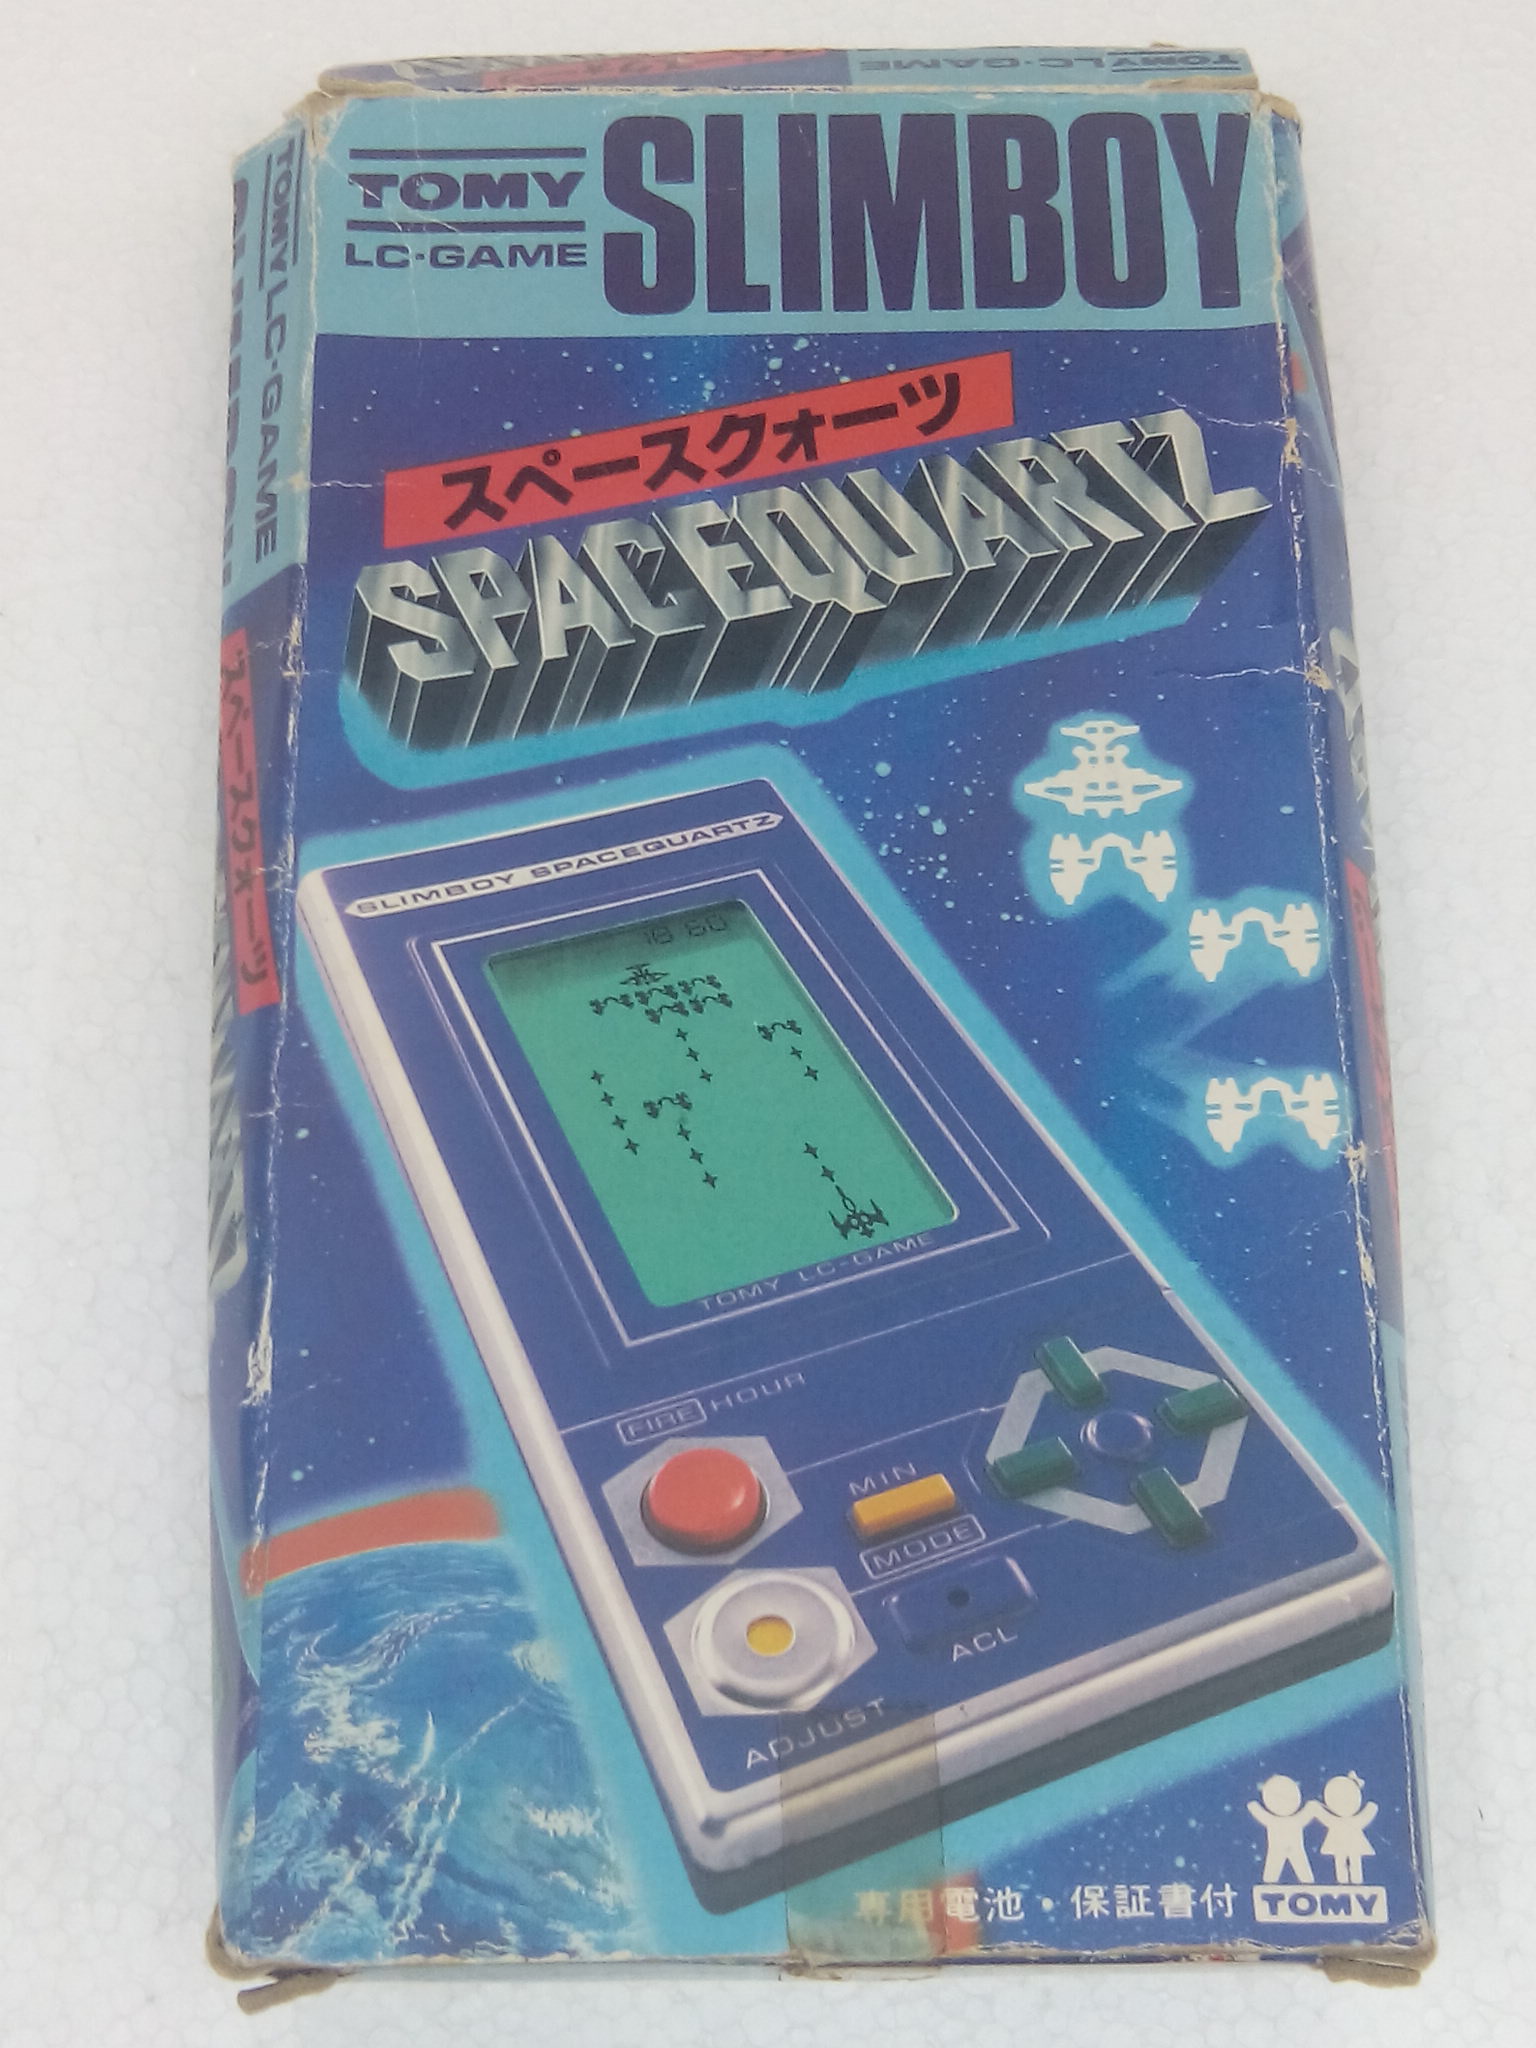 TOMY LC·GAME
TOMY
LC·GAME
SLIMBOY
スペースクォーツ
SPACEQUARTZ
SLIMBOY SPACEQUARTZ
18 60
TOMY LC-GAME
FIRE HOUR
MIN
MODE
ACL
ADJUST
専用電池・保証書付
TOMY
TOMY LC·GAME
スペースクォーツ